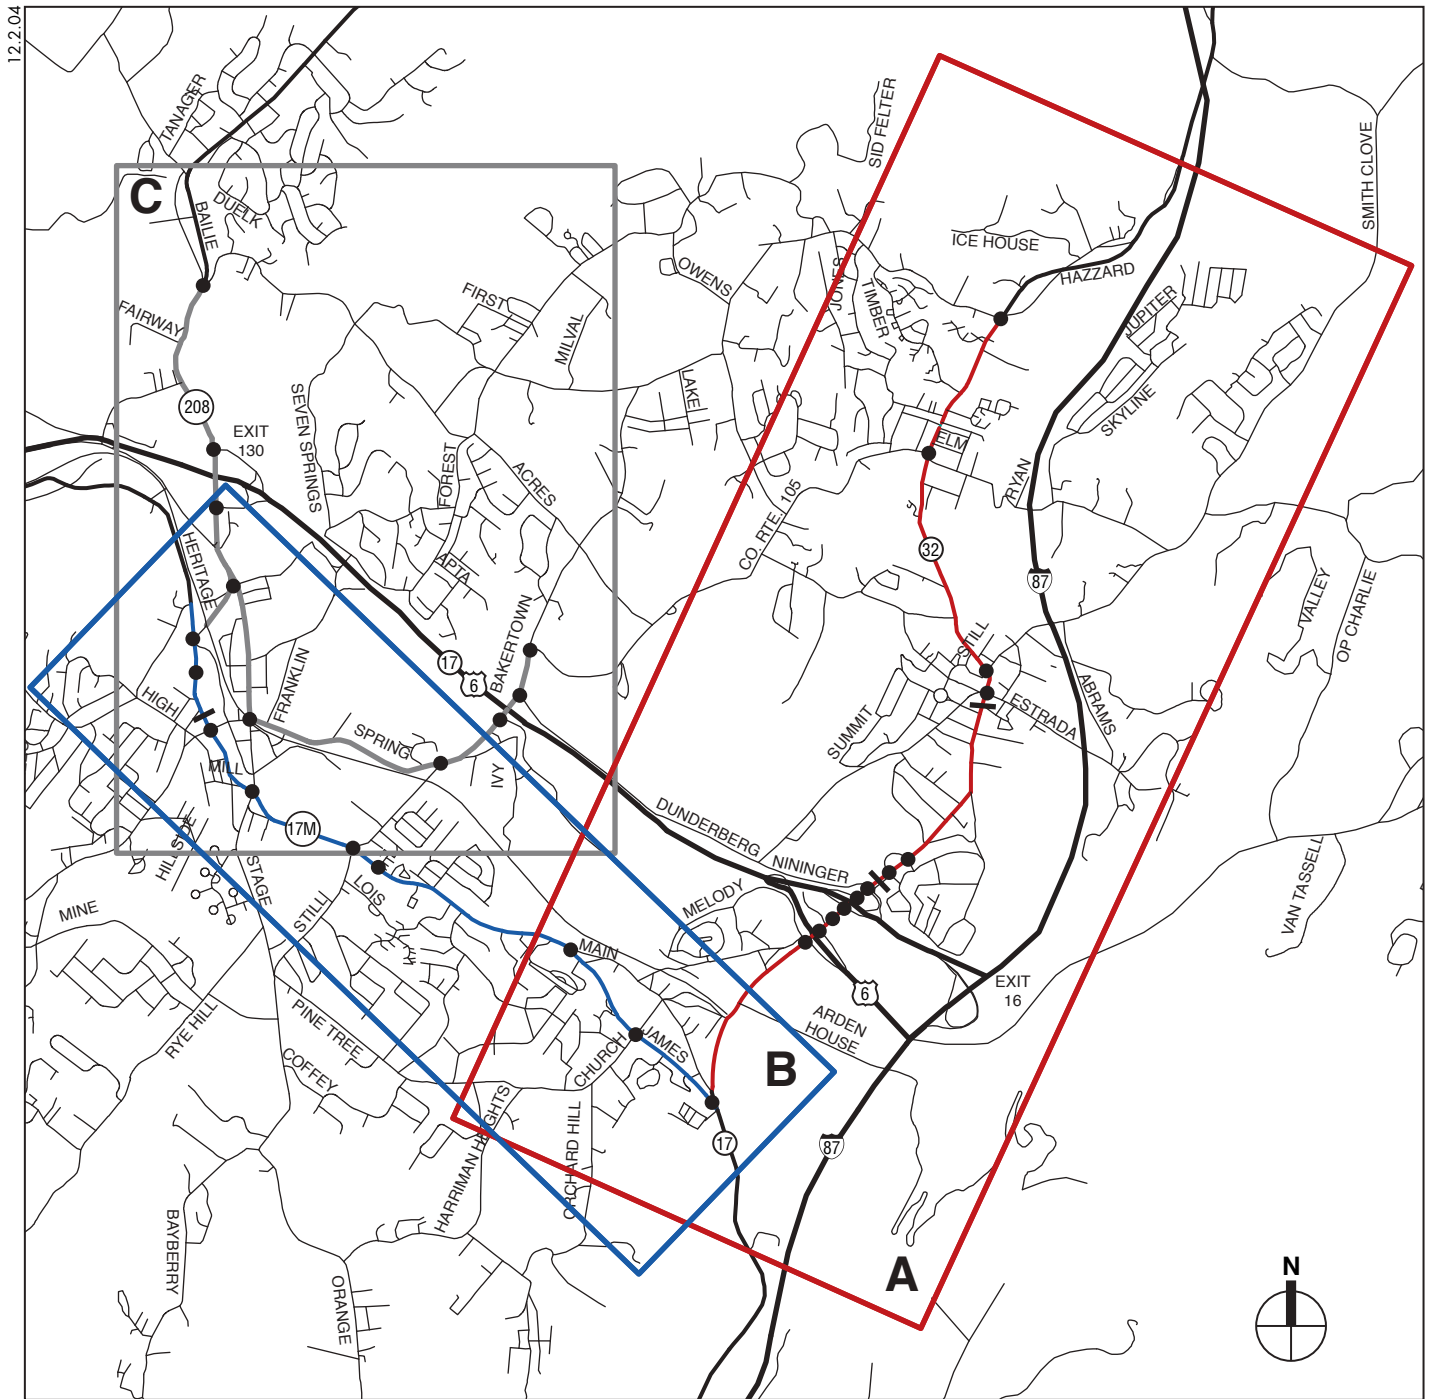 12.2.04
TANAGER
SID FELTER
SMITH CLOVE
C
BAILIE
DUELK
ICE HOUSE
HAZZARD
OWENS
JONES
TIMBER
FIRST
FAIRWAY
MILVAL
JUPITER
LAKE
SKYLINE
208
SEVEN SPRINGS
EXIT
130
ELM
FOREST
ACRES
RYAN
CO. RTE. 105
HERITAGE
APTA
32
87
VALLEY
OP CHARLIE
BAKERTOWN
STILL
17
6
FRANKLIN
HIGH
ABRAMS
ESTRADA
SUMMIT
SPRING
MILL
IVY
17M
DUNDERBERG
NININGER
HILLSIDE
STAGE
LOIS
STILL
MELODY
VAN TASSELL
MINE
MAIN
EXIT
16
6
ARDEN
HOUSE
RYE HILL
PINE TREE
COFFEY
CHURCH
JAMES
B
HARRIMAN HEIGHTS
ORCHARD HILL
17
87
BAYBERRY
ORANGE
A
N